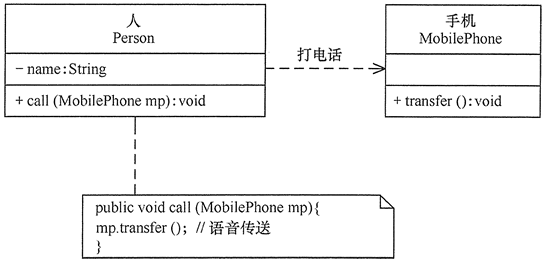 人
Person
- name:String
+ call (MobilePhone mp):void
打电话
手机
MobilePhone
+ transfer ():void
public void call (MobilePhone mp){
mp.transfer (); // 语音传送
}